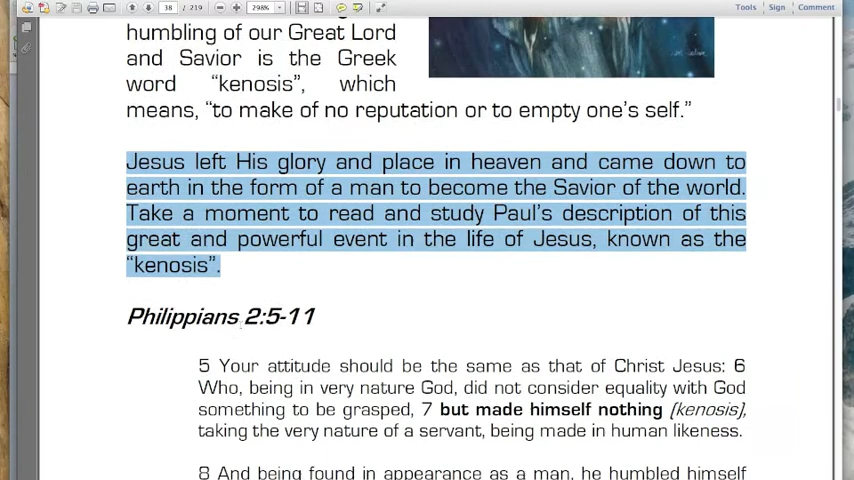 38 / 219
298%
Tools Sign Comment
humbling of our Great Lord
and Savior is the Greek
word "kenosis", which
means, "to make of no reputation or to empty one's self."
Jesus left His glory and place in heaven and came down to
earth in the form of a man to become the Savior of the world.
Take a moment to read and study Paul's description of this
great and powerful event in the life of Jesus, known as the
"kenosis".
Philippians 2:5-11
5 Your attitude should be the same as that of Christ Jesus: 6
Who, being in very nature God, did not consider equality with God
something to be grasped, 7 but made himself nothing (kenosis),
taking the very nature of a servant, being made in human likeness.
8 And being found in appearance as a man, he humbled himself